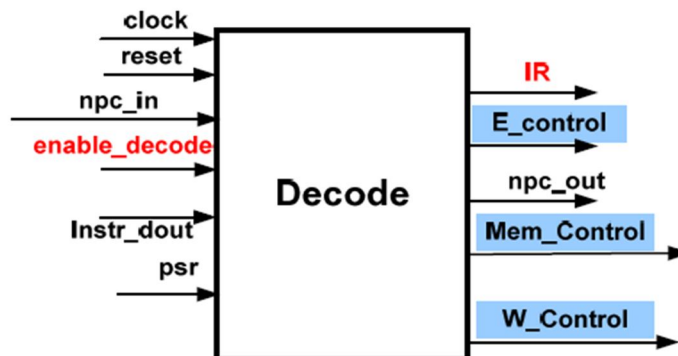 clock
reset
npc_in
enable_decode
Instr_dout
psr
Decode
IR
E_control
npc_out
Mem_Control
W_Control